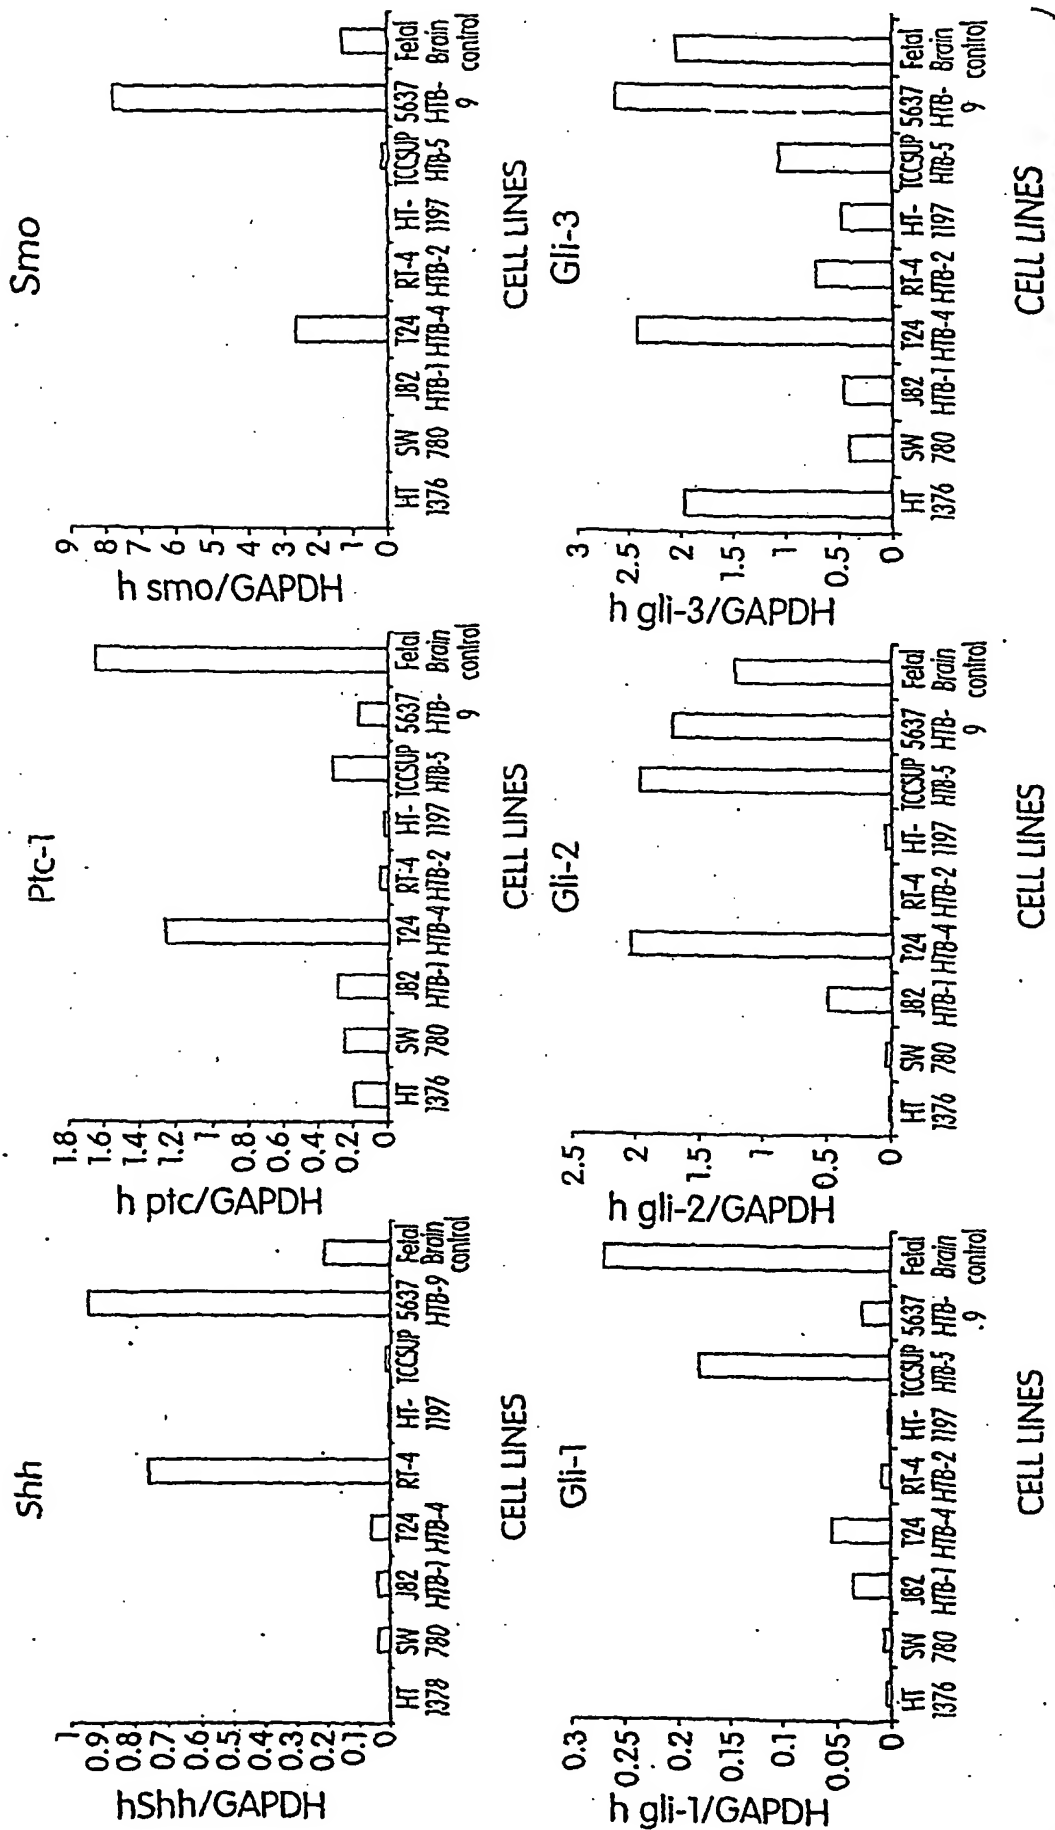 Shh
hShh/GAPDH
1
0.9
0.8
0.7
0.6
0.5
0.4
0.3
0.2
0.1
0
HT SW J82 T24 RT-4 HT- TCCSUP 5637 Fetal
1378 780 HTB-1 HTB-4 1197 HTB-9 Brain
control
CELL LINES
Ptc-1
h ptc/GAPDH
1.8
1.6
1.4
1.2
1
0.8
0.6
0.4
0.2
0
HT SW J82 T24 RT-4 HT- TCCSUP 5637 Fetal
1376 780 HTB-1 HTB-4 HTB-2 1197 HTB-5 HTB- Brain
9 control
CELL LINES
Smo
h smo/GAPDH
9
8
7
6
5
4
3
2
1
0
HT SW J82 T24 RT-4 HT- TCCSUP 5637 Fetal
1376 780 HTB-1 HTB-4 HTB-2 1197 HTB-5 HTB- Brain
9 control
CELL LINES
Gli-1
h gli-1/GAPDH
0.3
0.25
0.2
0.15
0.1
0.05
0
HT SW J82 T24 RT-4 HT- TCCSUP 5637 Fetal
1376 780 HTB-1 HTB-4 HTB-2 1197 HTB-5 HTB- Brain
9 control
CELL LINES
Gli-2
h gli-2/GAPDH
2.5
2
1.5
1
0.5
0
HT SW J82 T24 RT-4 HT- TCCSUP 5637 Fetal
1376 780 HTB-1 HTB-4 HTB-2 1197 HTB-5 HTB- Brain
9 control
CELL LINES
Gli-3
h gli-3/GAPDH
3
2.5
2
1.5
1
0.5
0
HT SW J82 T24 RT-4 HT- TCCSUP 5637 Fetal
1376 780 HTB-1 HTB-4 HTB-2 1197 HTB-5 HTB- Brain
9 control
CELL LINES